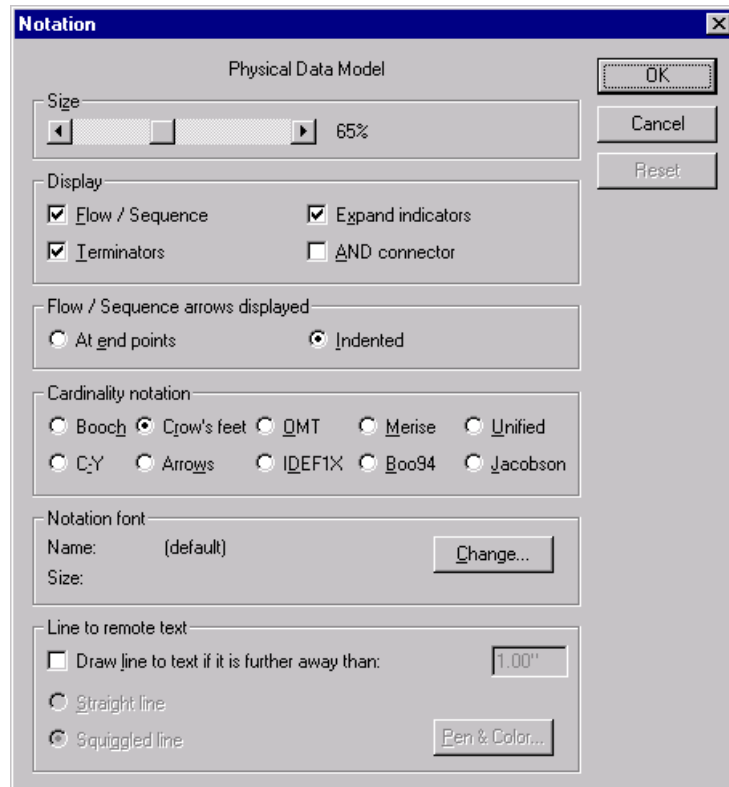 Notation
Physical Data Model
OK
Cancel
Reset
Size
65%
Display
Flow / Sequence Expand indicators
Terminators AND connector
Flow / Sequence arrows displayed
At end points Indented
Cardinality notation
Booch Crow's feet OMT Merise Unified
C-Y Arrows IDEF1X Boo94 Jacobson
Notation font
Name: (default) Change...
Size:
Line to remote text
Draw line to text if it is further away than: 1.00"
Straight line
Squiggled line Pen & Color...